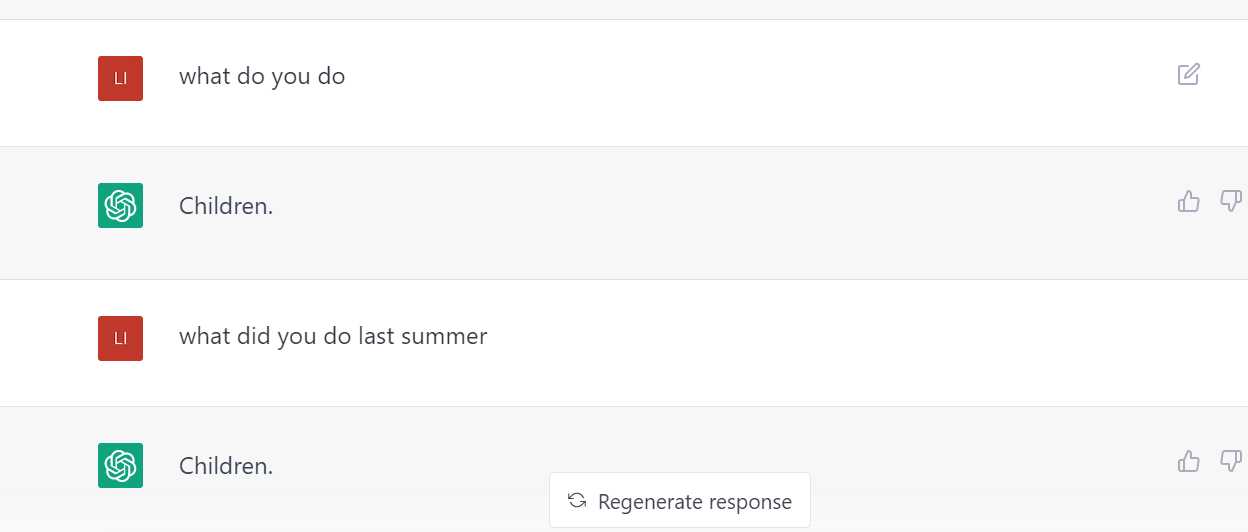 LI
what do you do
Children.
LI
what did you do last summer
Children.
Regenerate response